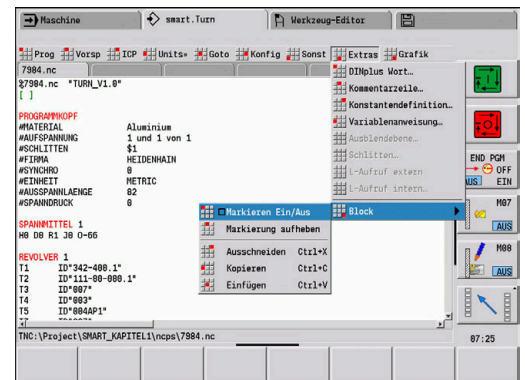 Maschine
smart.Turn
Werkzeug-Editor
Prog Vorsp ICP Units» Goto Konfig Sonst Extras Grafik
7984.nc
%7984.nc "TURN_V1.0"
[ ]
PROGRAMMKOPF
#MATERIAL Aluminium
#AUFSPANNUNG 1 und 1 von 1
#SCHLITTEN $1
#FIRMA HEIDENHAIN
#SYNCHRO 0
#EINHEIT METRIC
#AUSSPANNLAENGE 82
#SPANNDRUCK 0
SPANNMITTEL 1
H0 D8 R1 J0 O-66
REVOLVER 1
T1 ID"342-400.1"
T2 ID"111-80-080.1"
T3 ID"007"
T4 ID"003"
T5 ID"804AP1"
DINplus Wort…
Kommentarzeile…
Konstantendefinition…
Variablenanweisung…
Ausblendebene…
Schlitten…
L-Aufruf extern
L-Aufruf intern…
Block
Markieren Ein/Aus
Markierung aufheben
Ausschneiden Ctrl+X
Kopieren Ctrl+C
Einfügen Ctrl+V
TNC:\Project\SMART_KAPITEL1\ncps\7984.nc
END PGM
OFF
AUS EIN
M07
AUS
M08
AUS
07:25